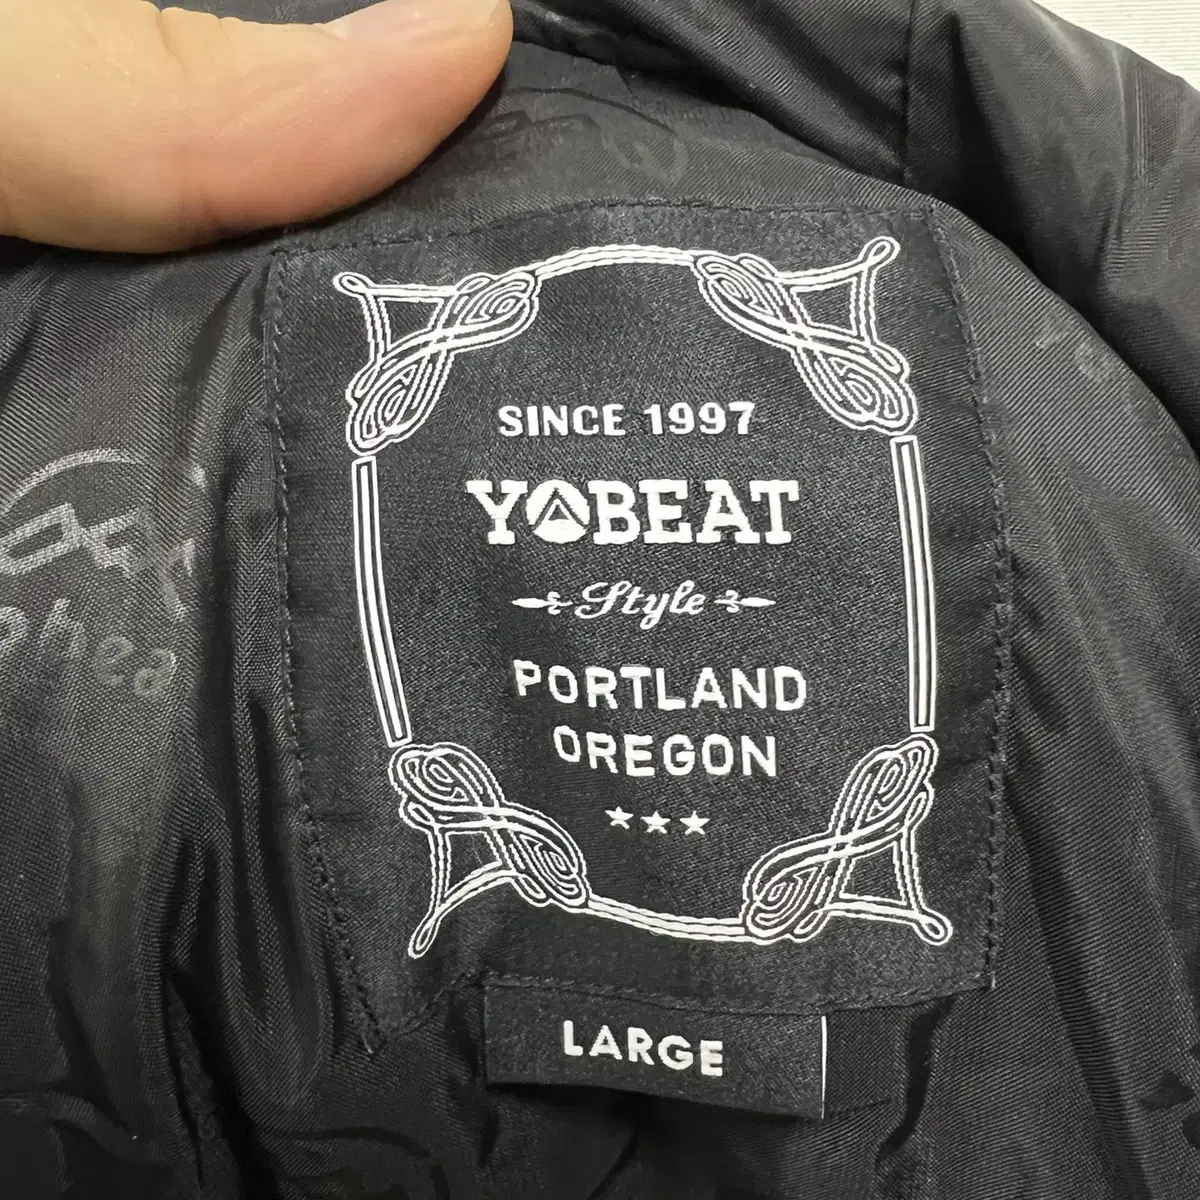 SINCE 1997
YOBEAT
Style
PORTLAND
OREGON
LARGE